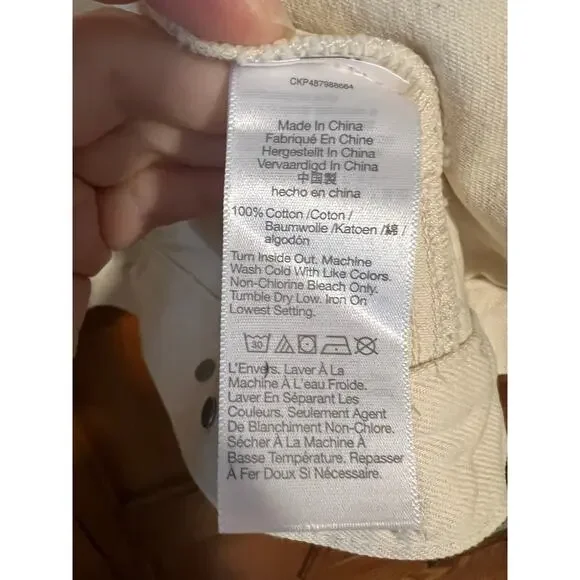 CKP487988664
Made In China
Fabriqué En Chine
Hergestellt In China
Vervaardigd In China
中国製
hecho en china
100% Cotton /Coton /
Baumwolle /Katoen /綿 /
algodón
Turn Inside Out. Machine
Wash Cold With Like Colors.
Non-Chlorine Bleach Only.
Tumble Dry Low. Iron On
Lowest Setting.
30
L'Envers. Laver À La
Machine À L'eau Froide.
Laver En Séparant Les
Couleurs. Seulement Agent
De Blanchiment Non-Chlore.
Sécher À La Machine À
Basse Température. Repasser
À Fer Doux Si Nécessaire.